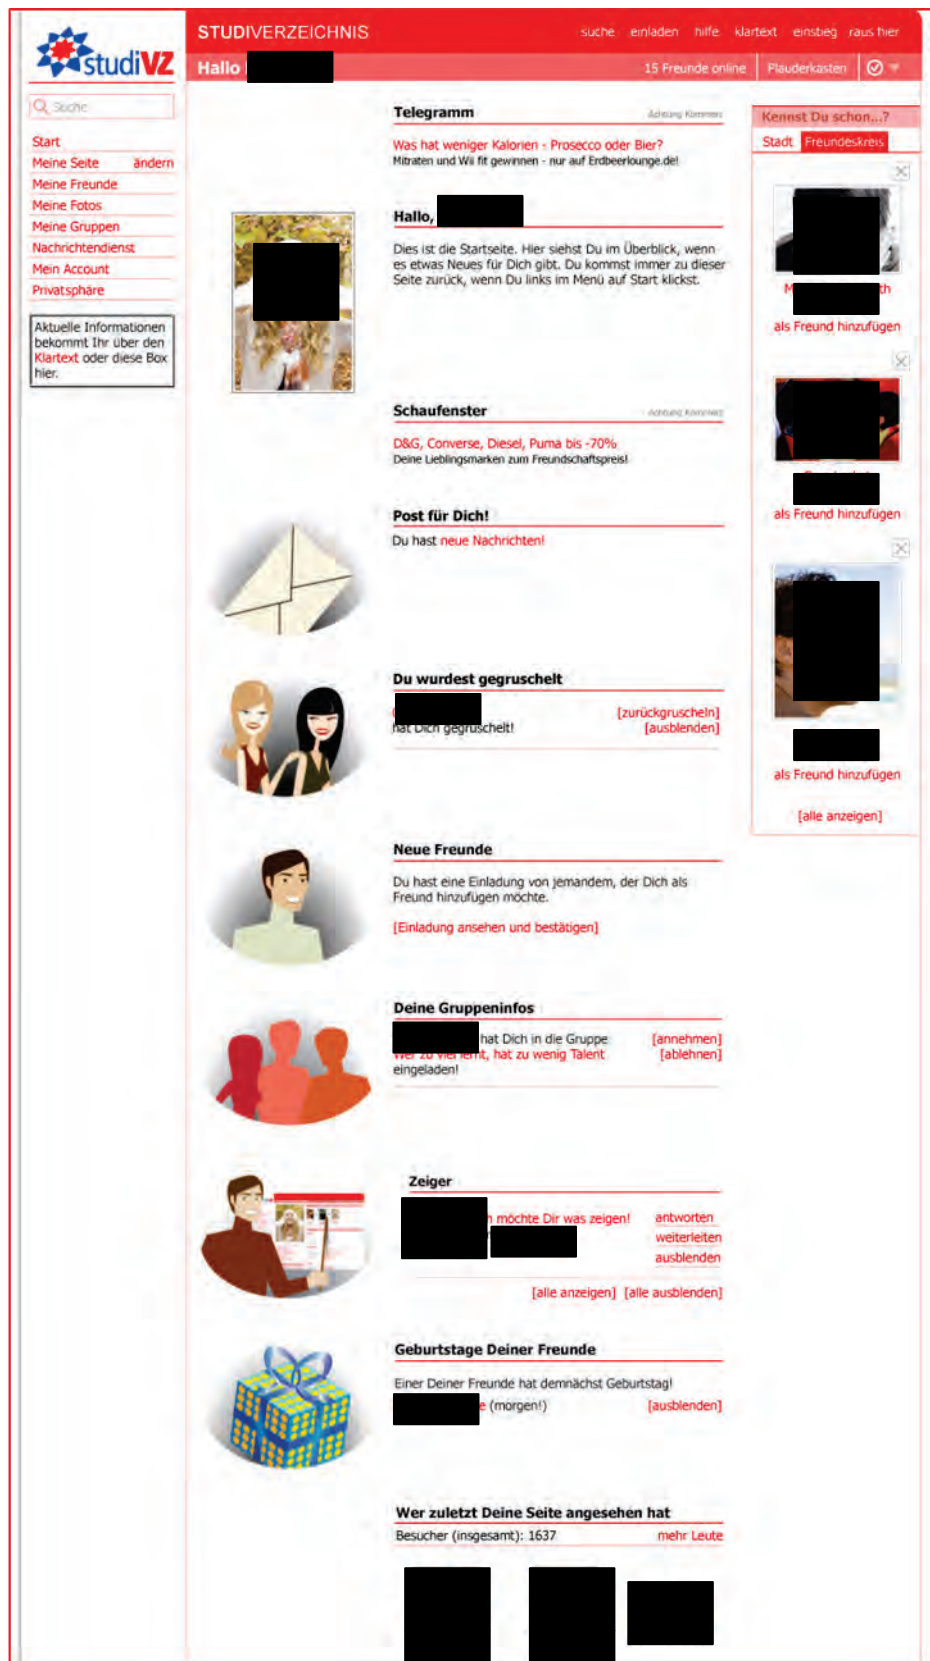 studiVZ
STUDIVERZEICHNIS
suche einladen hilfe klartext einstieg raus hier
Hallo
15 Freunde online Plauderkasten
Suche
Start
Meine Seite ändern
Meine Freunde
Meine Fotos
Meine Gruppen
Nachrichtendienst
Mein Account
Privatsphäre
Aktuelle Informationen
bekommt Ihr über den
Klartext oder diese Box
hier.
Telegramm Achtung Kommerz
Was hat weniger Kalorien - Prosecco oder Bier?
Mitraten und Wii fit gewinnen - nur auf Erdbeerlounge.de!
Hallo,
Dies ist die Startseite. Hier siehst Du im Überblick, wenn
es etwas Neues für Dich gibt. Du kommst immer zu dieser
Seite zurück, wenn Du links im Menü auf Start klickst.
Schaufenster Achtung Kommerz
D&G, Converse, Diesel, Puma bis -70%
Deine Lieblingsmarken zum Freundschaftspreis!
Post für Dich!
Du hast neue Nachrichten!
Du wurdest gegruschelt
[zurückgruscheln]
hat Dich gegruschelt! [ausblenden]
Neue Freunde
Du hast eine Einladung von jemandem, der Dich als
Freund hinzufügen möchte.
[Einladung ansehen und bestätigen]
Deine Gruppeninfos
hat Dich in die Gruppe [annehmen]
Wer zu viel lernt, hat zu wenig Talent [ablehnen]
eingeladen!
Zeiger
möchte Dir was zeigen! antworten
weiterleiten
ausblenden
[alle anzeigen] [alle ausblenden]
Geburtstage Deiner Freunde
Einer Deiner Freunde hat demnächst Geburtstag!
e (morgen!) [ausblenden]
Wer zuletzt Deine Seite angesehen hat
Besucher (insgesamt): 1637 mehr Leute
Kennst Du schon...?
Stadt Freundeskreis
als Freund hinzufügen
als Freund hinzufügen
als Freund hinzufügen
[alle anzeigen]